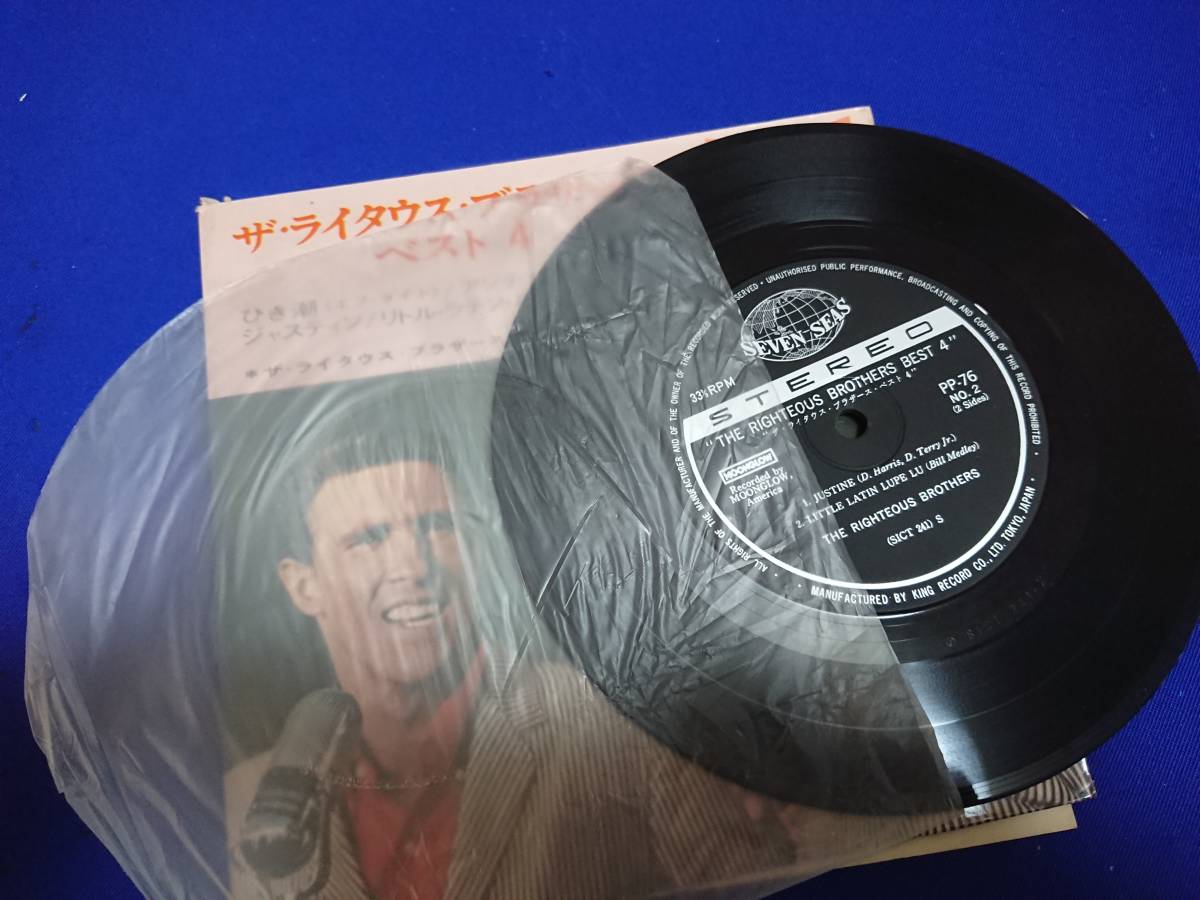 ザ・ライタウス・ブラザ
ベスト 4
ひき潮
ジャスティン/リトル・ラテン
*ザ・ライタウス ブラザーズ
RESERVED • UNAUTHORISED PUBLIC PERFORMANCE, BROADCASTING AND COPYING OF THIS RECORD PROHIBITED •
ALL RIGHTS OF THE MANUFACTURER AND OF THE OWNER OF THE RECORDED
SEVEN SEAS
STEREO
33⅓ RPM
"THE RIGHTEOUS BROTHERS BEST 4"
"ザ・ライタウス・ブラザース・ベスト 4"
PP-76
NO. 2
(2 Sides)
MOONGLOW
Recorded by
MOONGLOW,
America
1. JUSTINE (D. Harris, D. Terry Jr.)
2. LITTLE LATIN LUPE LU (Bill Medley)
THE RIGHTEOUS BROTHERS
(SICT 241) S
MANUFACTURED BY KING RECORD CO., LTD. TOKYO, JAPAN •